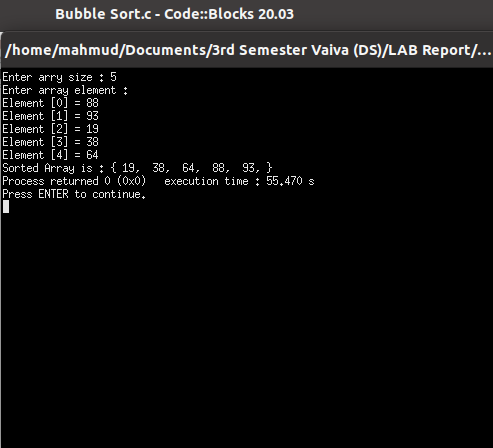 Bubble Sort.c - Code::Blocks 20.03
/home/mahmud/Documents/3rd Semester Vaiva (DS)/LAB Report/...
Enter arry size : 5
Enter array element :
Element [0] = 88
Element [1] = 93
Element [2] = 19
Element [3] = 38
Element [4] = 64
Sorted Array is : { 19,  38,  64,  88,  93, }
Process returned 0 (0x0)   execution time : 55.470 s
Press ENTER to continue.